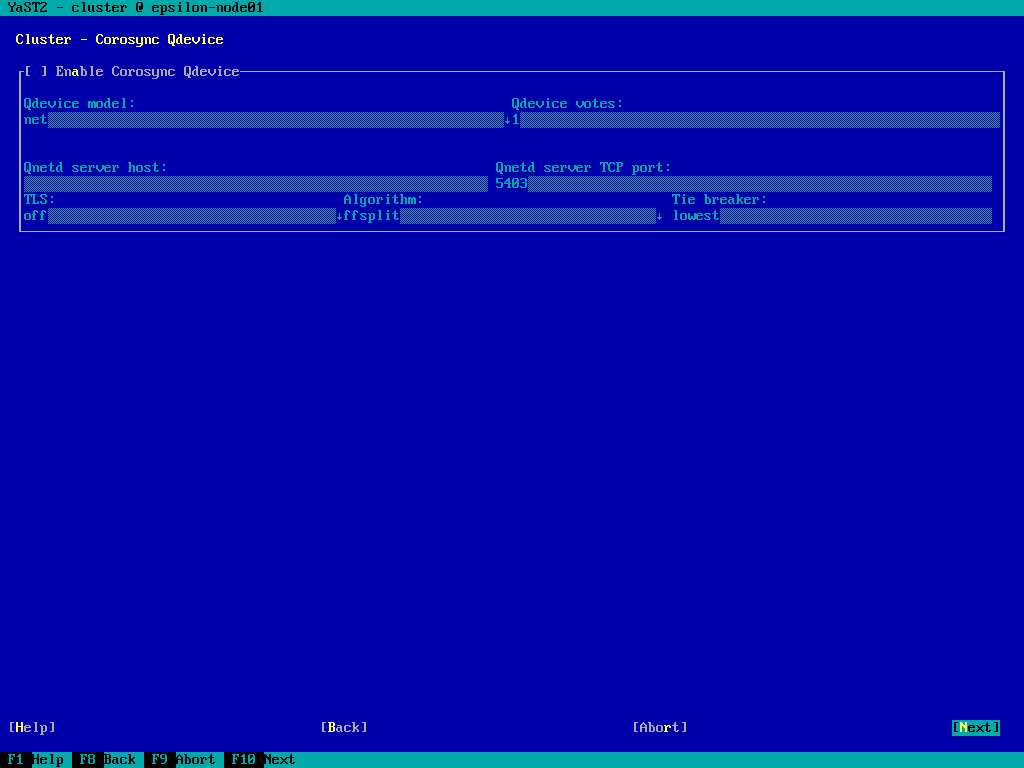 YaST2 - cluster @ epsilon-node01
Cluster - Corosync Qdevice
[ ] Enable Corosync Qdevice
Qdevice model: Qdevice votes:
net↓1
Qnetd server host: Qnetd server TCP port:
5403
TLS: Algorithm: Tie breaker:
off↓ffsplit↓ lowest
[Help] [Back] [Abort] [Next]
F1 Help F8 Back F9 Abort F10 Next